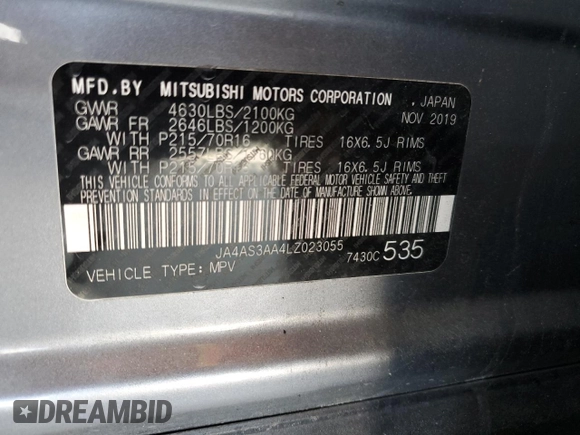 MFD.BY MITSUBISHI MOTORS CORPORATION . JAPAN
GVWR 4630LBS/2100KG NOV 2019
GAWR FR 2646LBS/1200KG
WITH P215/70R16 TIRES 16X6.5J RIMS
GAWR RR
WITH TIRES 16X6.5J RIMS
THIS VEHICLE CONFORMS TO ALL APPLICABLE FEDERAL MOTOR VEHICLE SAFETY AND THEFT
PREVENTION STANDARDS IN EFFECT ON THE DATE OF MANUFACTURE SHOWN ABOVE.
JA4AS3AA4LZ023055
VEHICLE TYPE: MPV 7430C 535
DREAMBID